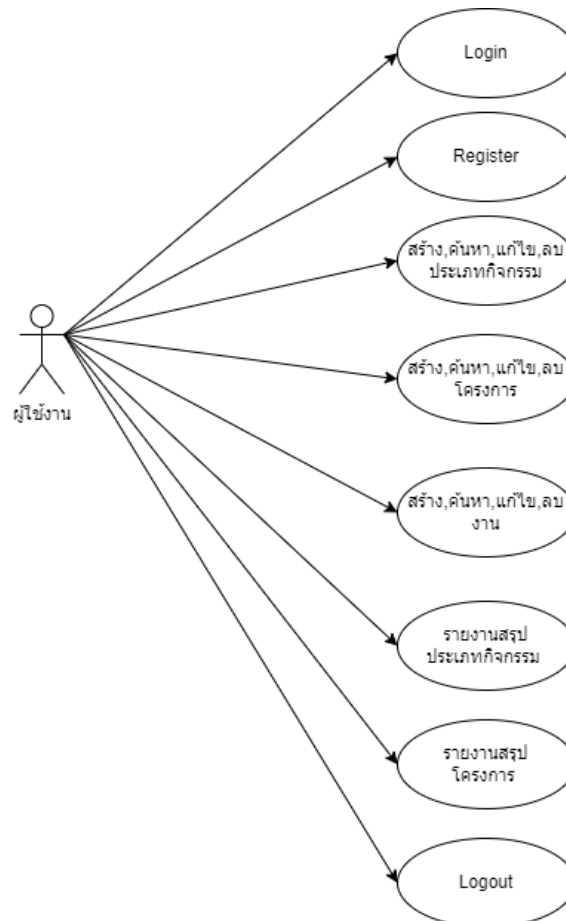 Login
Register
สร้าง,ค้นหา,แก้ไข,ลบ
ประเภทกิจกรรม
ผู้ใช้งาน
สร้าง,ค้นหา,แก้ไข,ลบ
โครงการ
สร้าง,ค้นหา,แก้ไข,ลบ
งาน
รายงานสรุป
ประเภทกิจกรรม
รายงานสรุป
โครงการ
Logout